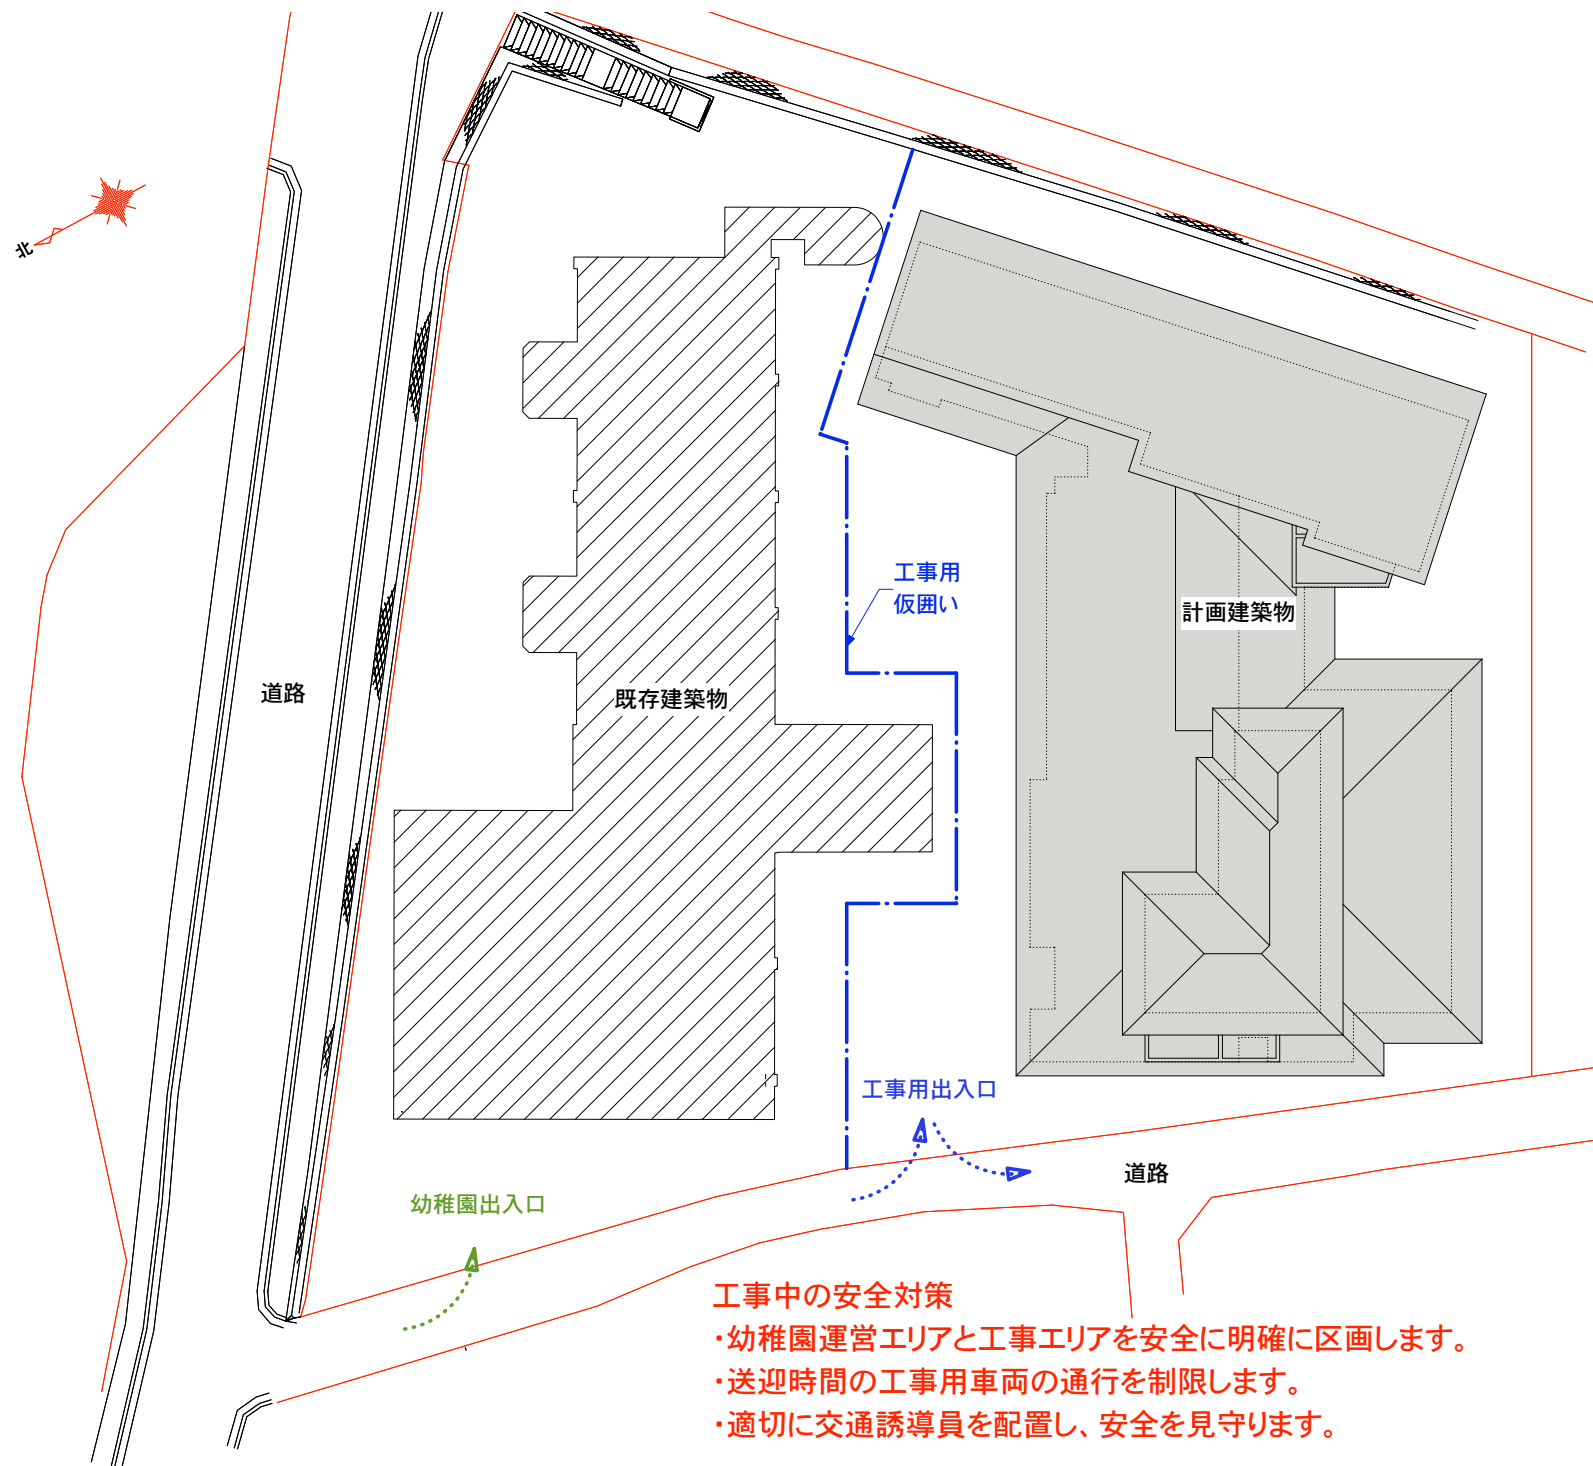 北
工事用
仮囲い
計画建築物
道路
既存建築物
工事用出入口
道路
幼稚園出入口
工事中の安全対策
・幼稚園運営エリアと工事エリアを安全に明確に区画します。
・送迎時間の工事用車両の通行を制限します。
・適切に交通誘導員を配置し、安全を見守ります。